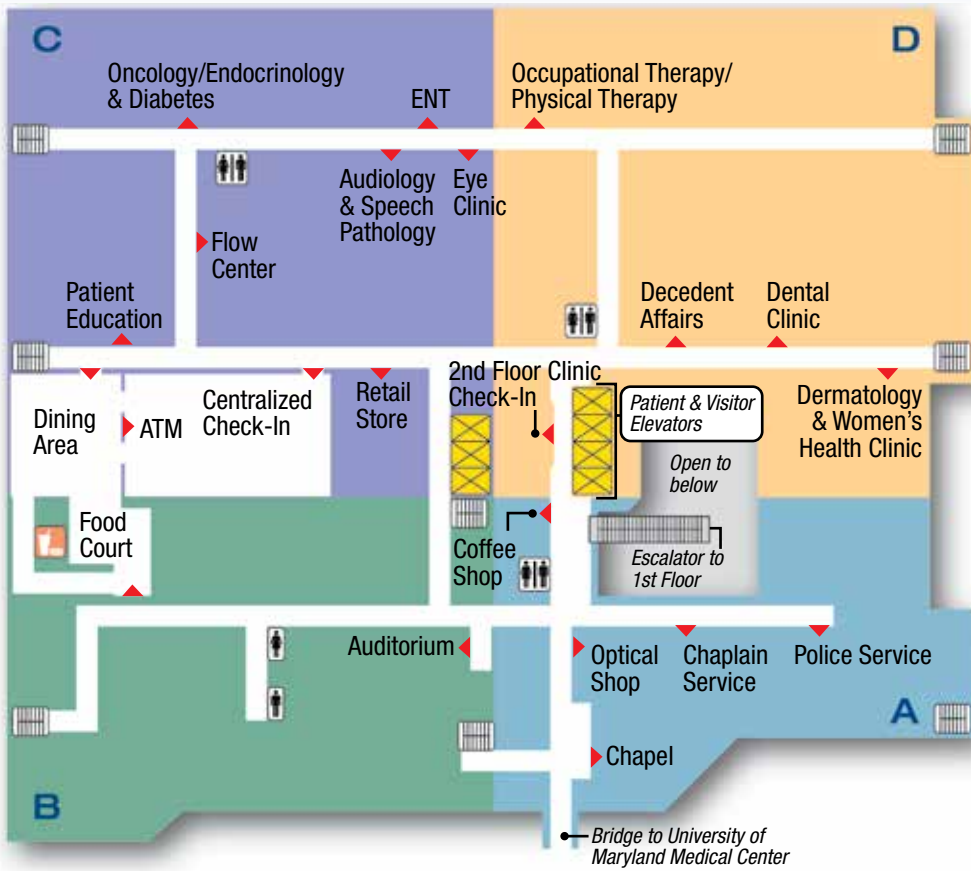 C
D
Oncology/Endocrinology
& Diabetes
ENT
Occupational Therapy/
Physical Therapy
Audiology
& Speech
Pathology
Eye
Clinic
Flow
Center
Patient
Education
Decedent
Affairs
Dental
Clinic
2nd Floor Clinic
Check-In
Patient & Visitor
Elevators
Dermatology
& Women's
Health Clinic
Dining
Area
ATM
Centralized
Check-In
Retail
Store
Open to
below
Food
Court
Coffee
Shop
Escalator to
1st Floor
Auditorium
Optical
Shop
Chaplain
Service
Police Service
A
Chapel
B
Bridge to University of
Maryland Medical Center